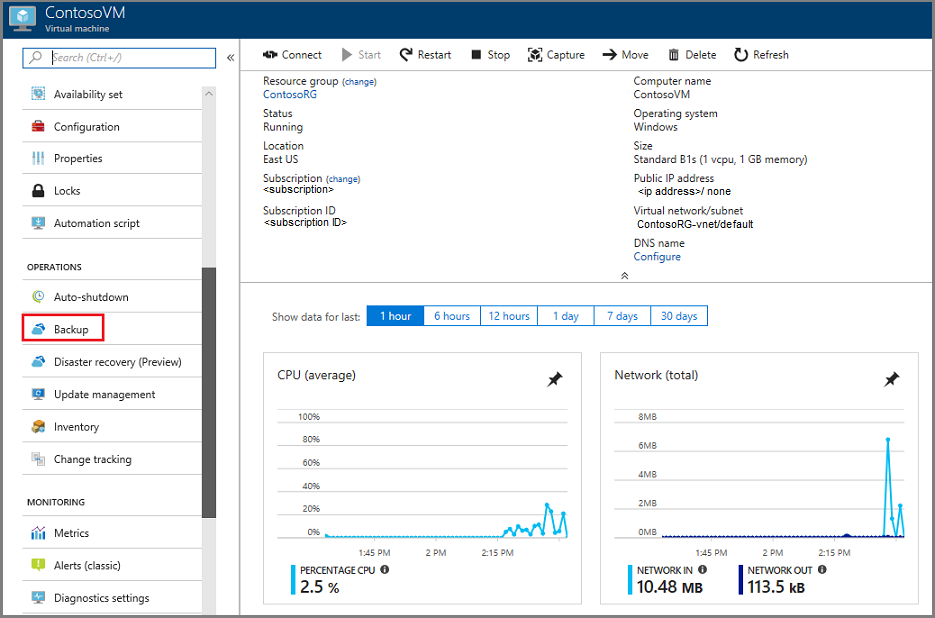 ContosoVM
Virtual machine
Search (Ctrl+/)
«
Availability set
Configuration
Properties
Locks
Automation script
OPERATIONS
Auto-shutdown
Backup
Disaster recovery (Preview)
Update management
Inventory
Change tracking
MONITORING
Metrics
Alerts (classic)
Diagnostics settings
Connect Start Restart Stop Capture Move Delete Refresh
Resource group (change)
ContosoRG
Status
Running
Location
East US
Subscription (change)
<subscription>
Subscription ID
<subscription ID>
Computer name
ContosoVM
Operating system
Windows
Size
Standard B1s (1 vcpu, 1 GB memory)
Public IP address
<ip address>/ none
Virtual network/subnet
ContosoRG-vnet/default
DNS name
Configure
Show data for last: 1 hour 6 hours 12 hours 1 day 7 days 30 days
CPU (average)
100%
80%
60%
40%
20%
0%
1:45 PM 2 PM 2:15 PM
PERCENTAGE CPU
2.5 %
Network (total)
8MB
6MB
4MB
2MB
0MB
1:45 PM 2 PM 2:15 PM
NETWORK IN
10.48 MB
NETWORK OUT
113.5 kB